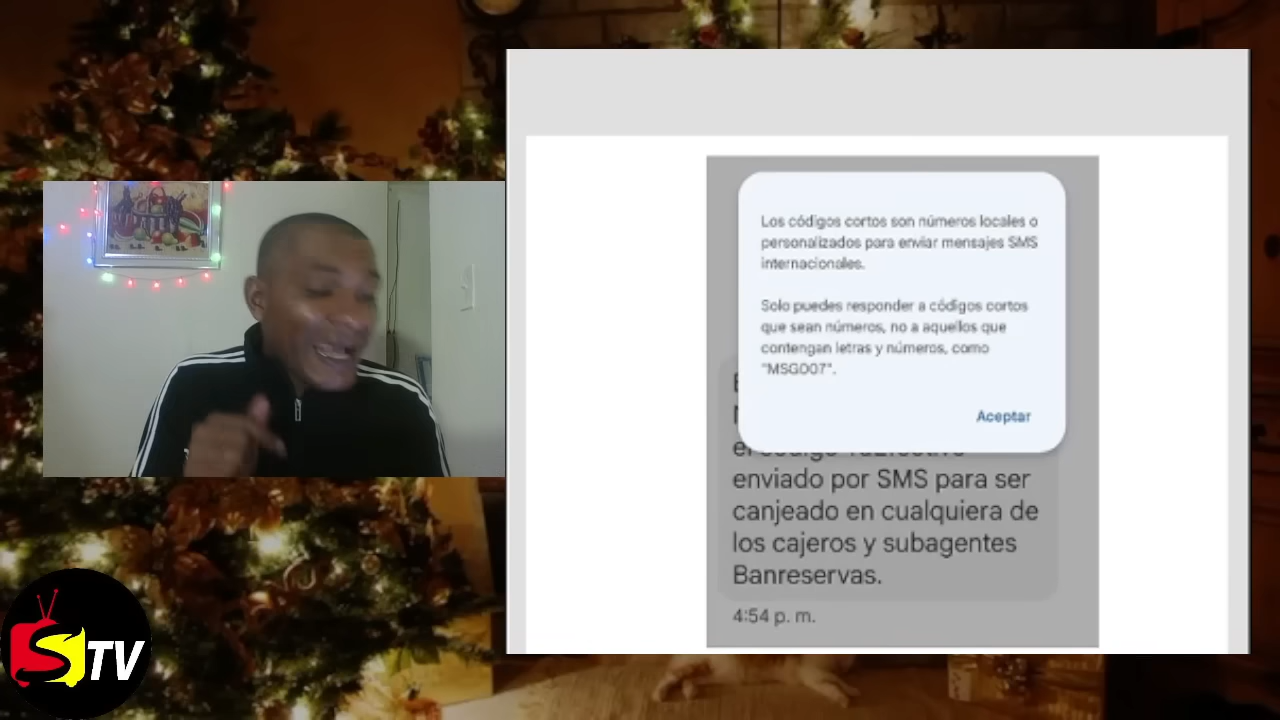 Los códigos cortos son números locales o
personalizados para enviar mensajes SMS
internacionales.
Solo puedes responder a códigos cortos
que sean números, no a aquellos que
contengan letras y números, como
"MSG007".
Aceptar
enviado por SMS para ser
canjeado en cualquiera de
los cajeros y subagentes
Banreservas.
4:54 p. m.
STV